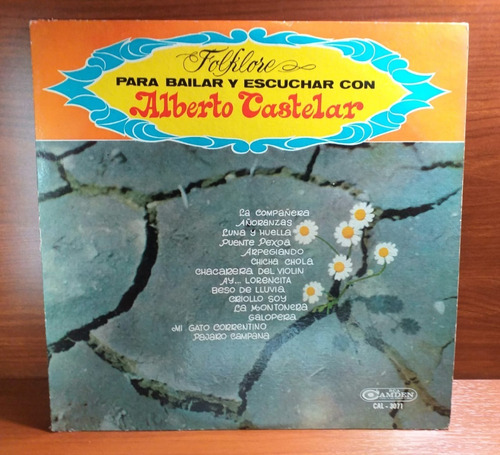 Folklore
PARA BAILAR Y ESCUCHAR CON
Alberto Castelar
LA COMPAÑERA
AÑORANZAS
LUNA Y HUELLA
PUENTE PEXOA
ARPEGIANDO
CHICHA CHOLA
CHACARERA DEL VIOLIN
AY... LORENCITA
BESO DE LLUVIA
CRIOLLO SOY
LA MONTONERA
GALOPERA
MI GATO CORRENTINO
PAJARO CAMPANA
CAMDEN
CAL - 3071